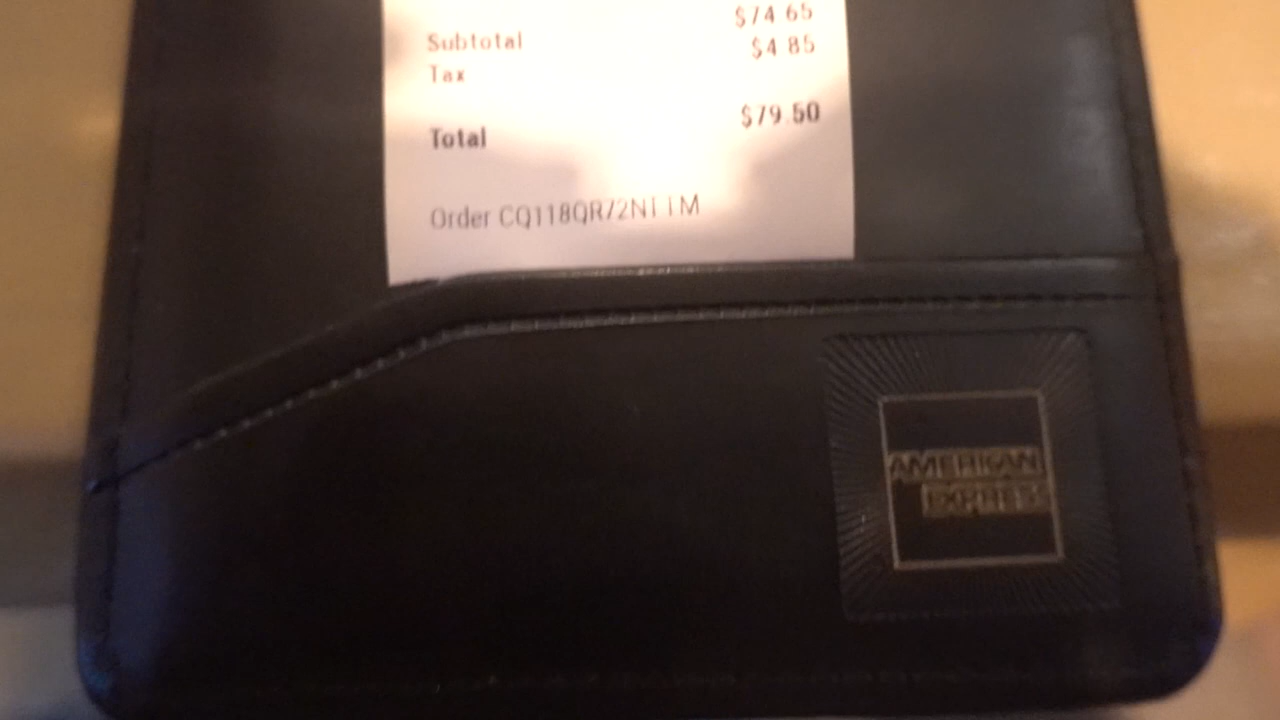 Subtotal $74.65
Tax $4.85
Total $79.50
Order
AMERICAN
EXPRESS